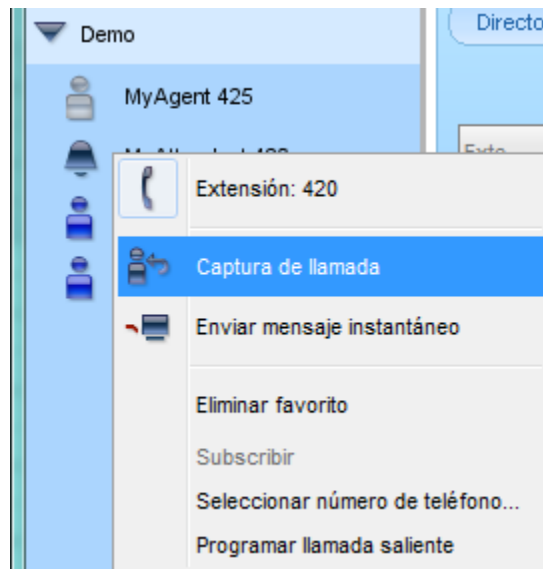 Directo
Demo
MyAgent 425
Extensión: 420
Captura de llamada
Enviar mensaje instantáneo
Eliminar favorito
Subscribir
Seleccionar número de teléfono...
Programar llamada saliente